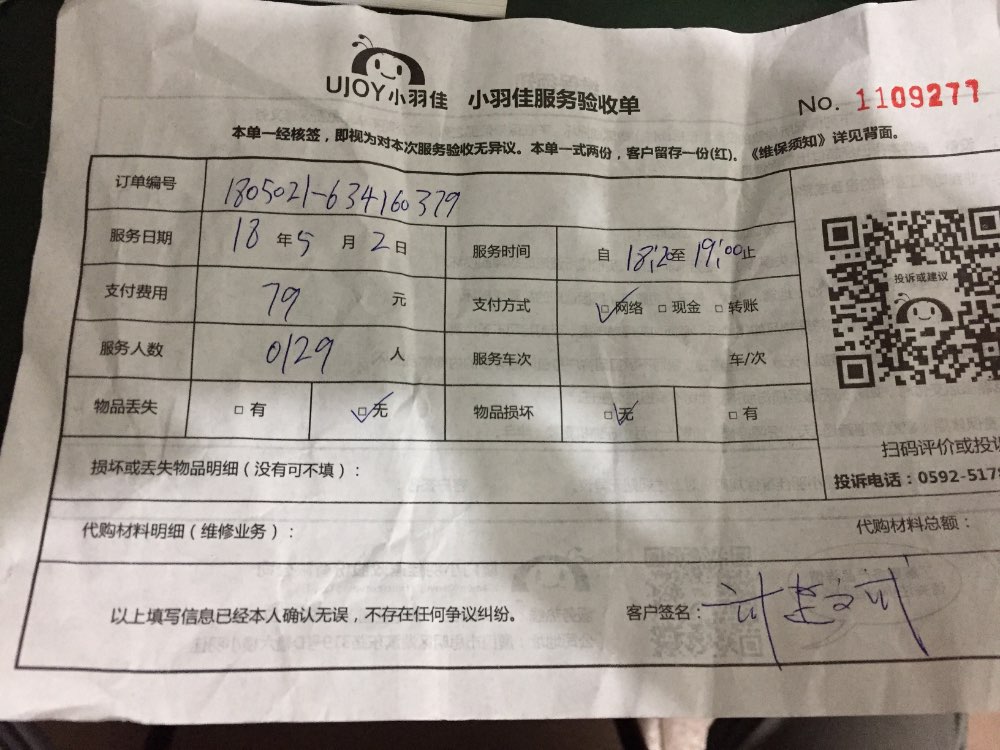 UJOY小羽佳 小羽佳服务验收单 No. 1109277
本单一经核签，即视为对本次服务验收无异议。本单一式两份，客户留存一份(红)。《维保须知》详见背面。
订单编号 1805021-634160379
服务日期 18 年 5 月 2 日 服务时间 自 18:20 至 19:00 止
支付费用 79 元 支付方式 □网络 □现金 □转账
服务人数 0129 人 服务车次 车/次
物品丢失 □有 □无 物品损坏 □无 □有
投诉或建议
扫码评价或投诉
投诉电话：0592-5178
损坏或丢失物品明细（没有可不填）：
代购材料明细（维修业务）： 代购材料总额：
以上填写信息已经本人确认无误，不存在任何争议纠纷。 客户签名：